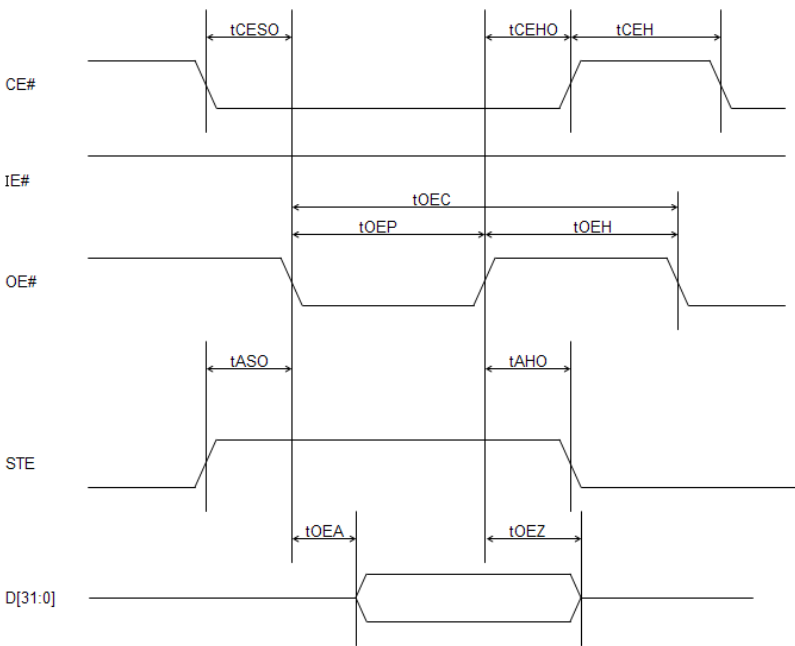 tCESO tCEHO tCEH
CE#
IE#
tOEC
tOEP tOEH
OE#
tASO tAHO
STE
tOEA tOEZ
D[31:0]